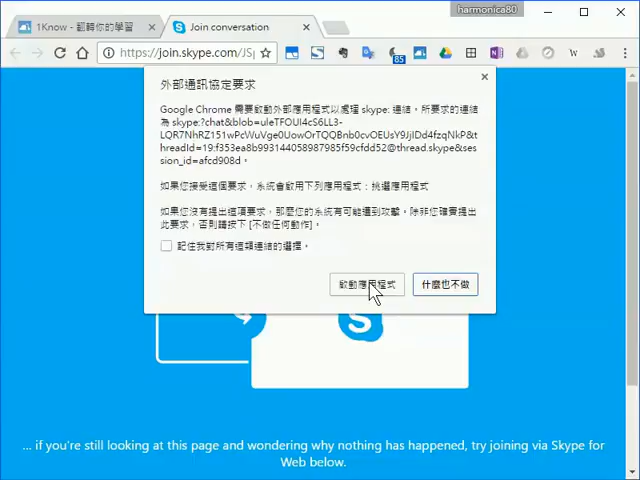 harmonica80
1Know - 翻轉你的學習
Join conversation
https://join.skype.com/JSp
85
W
外部通訊協定要求
Google Chrome 需要啟動外部應用程式以處理 skype: 連結。所要求的連結
為 skype:?chat&blob=uleTFOUI4cS6LL3-
LQR7NhRZ151wPcWuVge0UowOrTQQBnb0cvOEUsY9JjIDd4fzqNkP&t
hreadId=19:f353ea8b993144058987985f59cfdd52@thread.skype&ses
sion_id=afcd908d。
如果您接受這個要求，系統會啟用下列應用程式：挑選應用程式
如果您沒有提出這項要求，那麼您的系統有可能遭到攻擊。除非您確實提出
此要求，否則請按下 [不做任何動作]。
記住我對所有這類連結的選擇。
啟動應用程式
什麼也不做
S
... if you're still looking at this page and wondering why nothing has happened, try joining via Skype for
Web below.